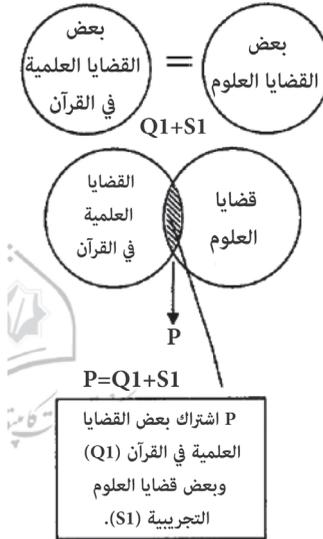 بعض
القضايا العلوم
=
بعض
القضايا العلمية
في القرآن
Q1+S1
قضايا
العلوم
القضايا
العلمية
في القرآن
P
P=Q1+S1
P اشتراك بعض القضايا
العلمية في القرآن (Q1)
وبعض قضايا العلوم
التجريبية (S1).